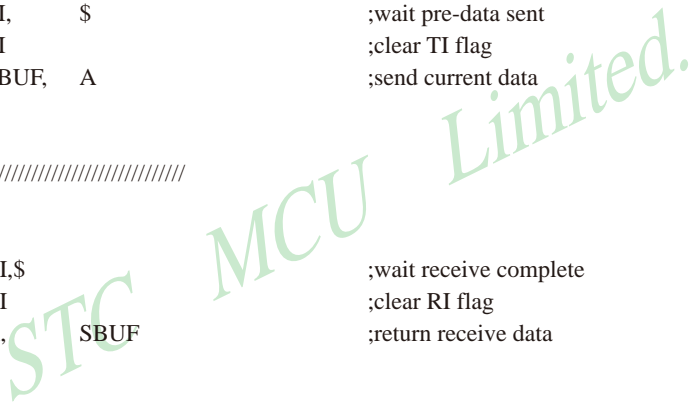 I, $ ;wait pre-data sent
I ;clear TI flag
BUF, A ;send current data
///////////////////////////
I,$ ;wait receive complete
I ;clear RI flag
, SBUF ;return receive data
STC MCU Limited.